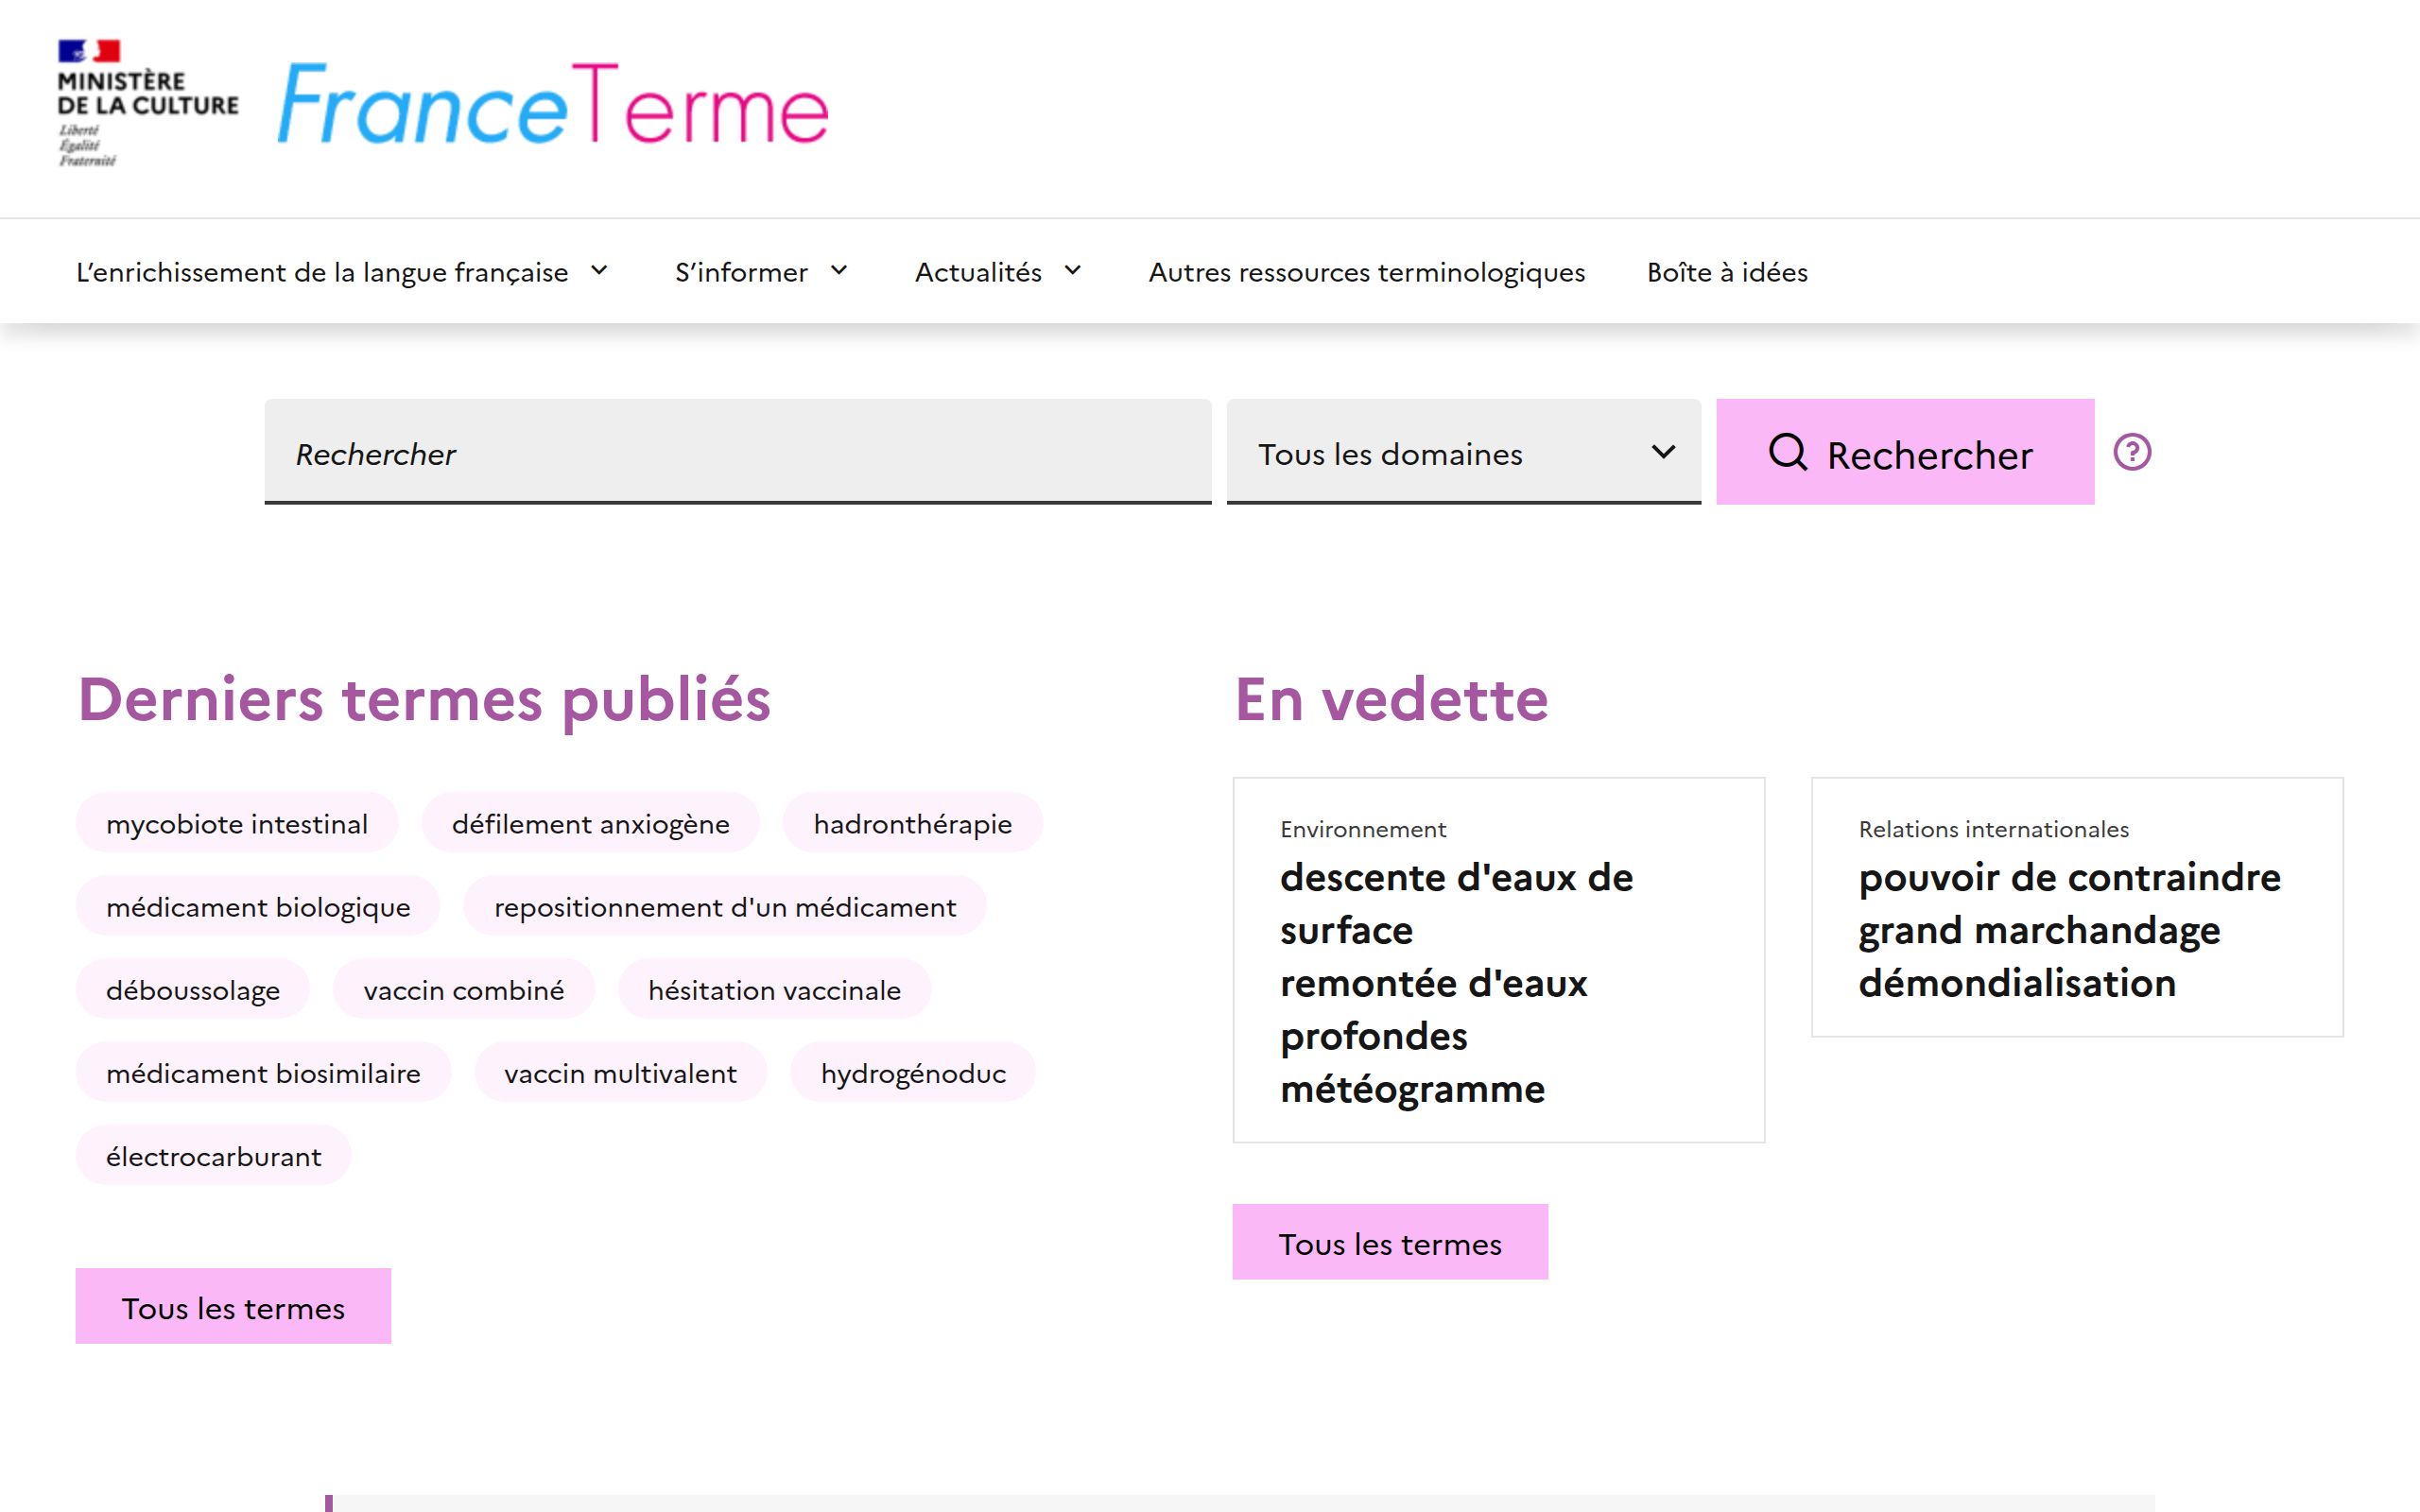 MINISTÈRE
DE LA CULTURE
Liberté
Égalité
Fraternité
FranceTerme
L’enrichissement de la langue française
S’informer
Actualités
Autres ressources terminologiques
Boîte à idées
Rechercher
Tous les domaines
Rechercher
?
Derniers termes publiés
mycobiote intestinal
défilement anxiogène
hadronthérapie
médicament biologique
repositionnement d'un médicament
déboussolage
vaccin combiné
hésitation vaccinale
médicament biosimilaire
vaccin multivalent
hydrogénoduc
électrocarburant
Tous les termes
En vedette
Environnement
descente d'eaux de
surface
remontée d'eaux
profondes
météogramme
Relations internationales
pouvoir de contraindre
grand marchandage
démondialisation
Tous les termes